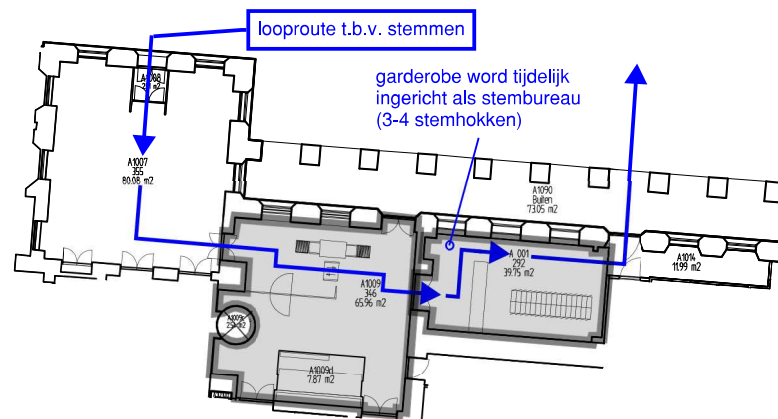 looproute t.b.v. stemmen
garderobe word tijdelijk
ingericht als stembureau
(3-4 stemhokken)
A1008
A1007
355
80.08 m2
A1090
Buiten
73.05 m2
A 001
292
39.75 m2
A1014
11.99 m2
A1009
346
65.96 m2
A1009d
7.87 m2